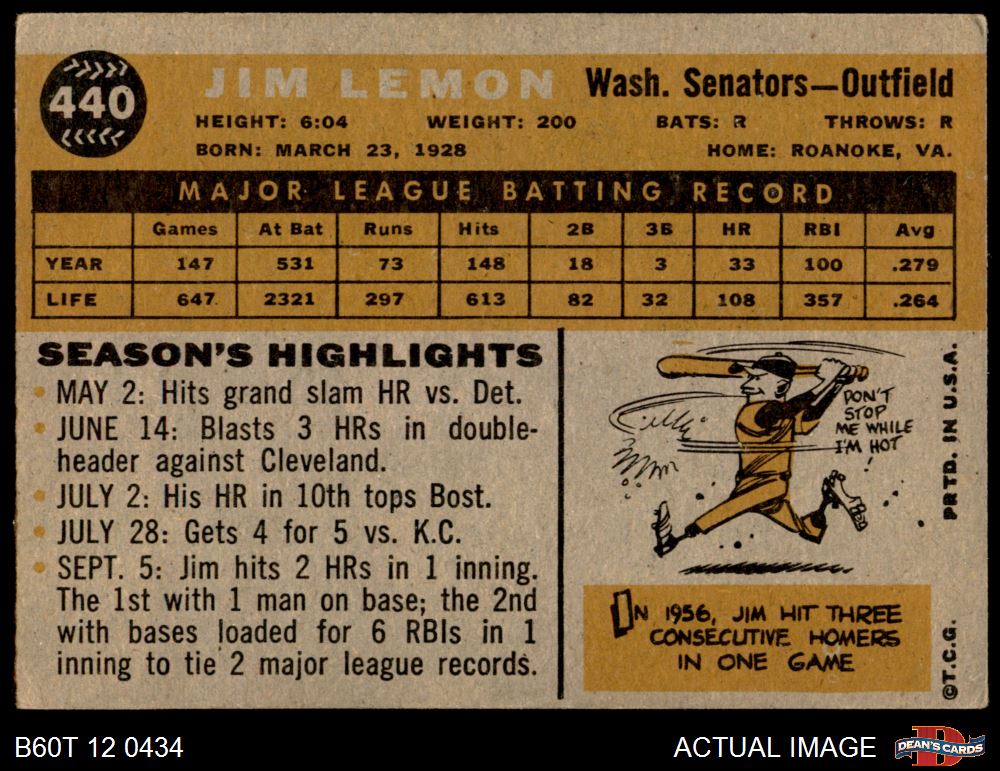 440
JIM LEMON Wash. Senators—Outfield
HEIGHT: 6:04 WEIGHT: 200 BATS: R THROWS: R
BORN: MARCH 23, 1928 HOME: ROANOKE, VA.
MAJOR LEAGUE BATTING RECORD
Games At Bat Runs Hits 2B 3B HR RBI Avg
YEAR 147 531 73 148 18 3 33 100 .279
LIFE 647 2321 297 613 82 32 108 357 .264
SEASON'S HIGHLIGHTS
• MAY 2: Hits grand slam HR vs. Det.
• JUNE 14: Blasts 3 HRs in double-
header against Cleveland.
• JULY 2: His HR in 10th tops Bost.
• JULY 28: Gets 4 for 5 vs. K.C.
• SEPT. 5: Jim hits 2 HRs in 1 inning.
The 1st with 1 man on base; the 2nd
with bases loaded for 6 RBIs in 1
inning to tie 2 major league records.
DON'T
STOP
ME WHILE
I'M HOT
!
IN 1956, JIM HIT THREE
CONSECUTIVE HOMERS
IN ONE GAME
©T.C.G. PRTD. IN U.S.A.
B60T 12 0434 ACTUAL IMAGE DEAN'S CARDS